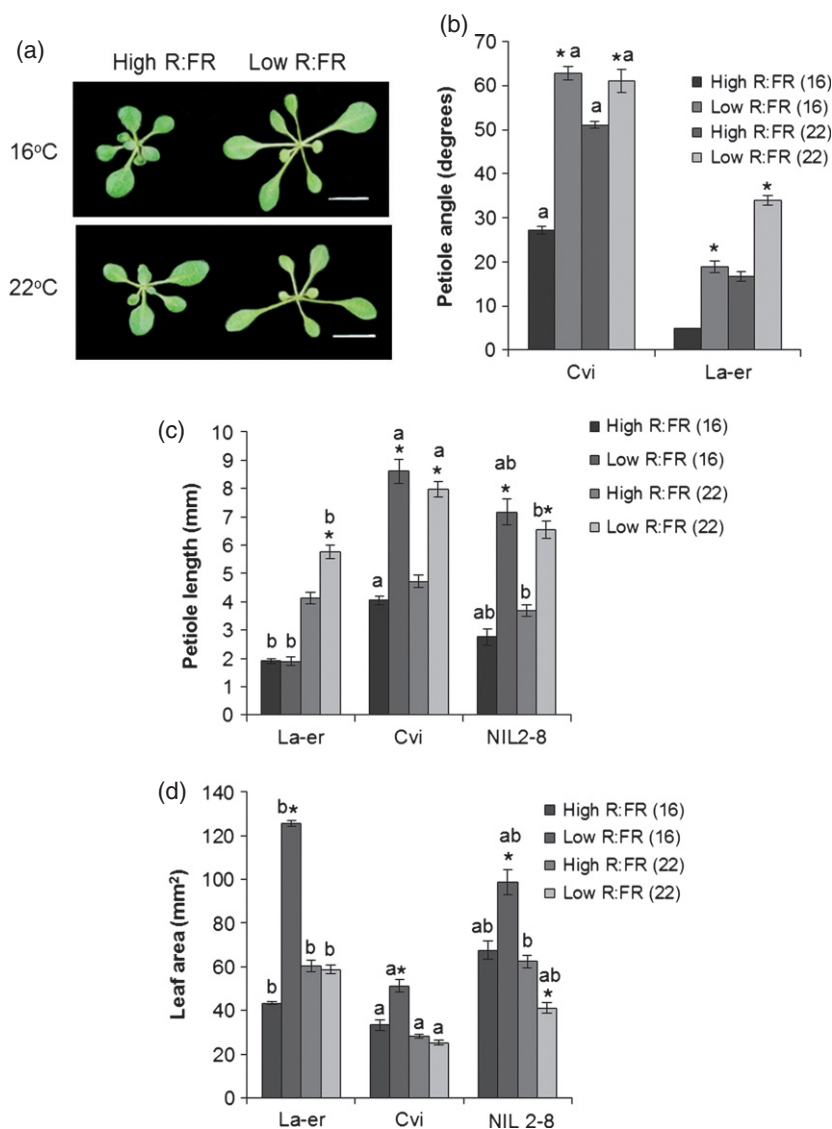 (a)
High R:FR Low R:FR
16°C
22°C
(b)
70
60
50
40
30
20
10
0
Petiole angle (degrees)
a
* a
a
* a
*
*
Cvi La-er
High R:FR (16)
Low R:FR (16)
High R:FR (22)
Low R:FR (22)
(c)
10
9
8
7
6
5
4
3
2
1
0
Petiole length (mm)
b b
b
*
a
a
*
a
*
ab
ab
*
b
b*
La-er Cvi NIL2-8
High R:FR (16)
Low R:FR (16)
High R:FR (22)
Low R:FR (22)
(d)
140
120
100
80
60
40
20
0
Leaf area (mm²)
b
b*
b b
a
a*
a a
ab
ab
*
b
ab
*
La-er Cvi NIL 2-8
High R:FR (16)
Low R:FR (16)
High R:FR (22)
Low R:FR (22)